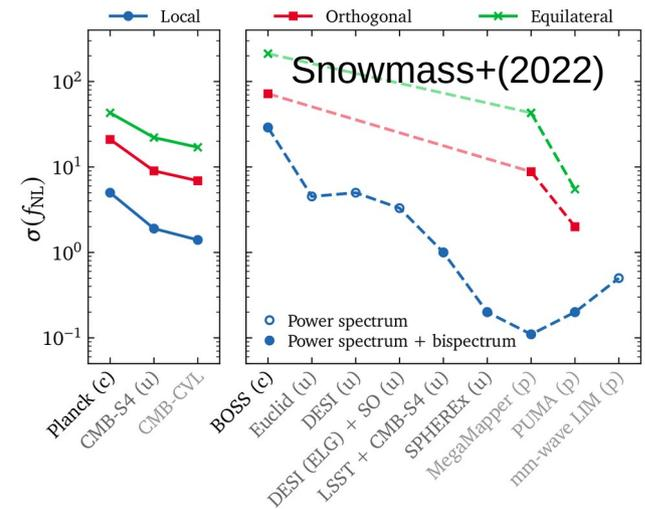 Local
Orthogonal
Equilateral
Snowmass+(2022)
10²
10¹
10⁰
10⁻¹
σ(f_NL)
Power spectrum
Power spectrum + bispectrum
Planck (c)
CMB-S4 (u)
CMB-CVL
BOSS (c)
Euclid (u)
DESI (u)
DESI (ELG) + SO (u)
LSST + CMB-S4 (u)
SPHEREx (u)
MegaMapper (p)
PUMA (p)
mm-wave LIM (p)